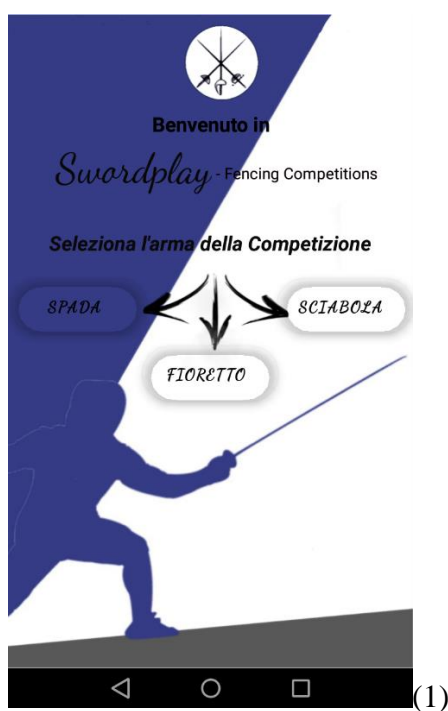 Benvenuto in
Swordplay - Fencing Competitions
Seleziona l'arma della Competizione
SPADA
SCIABOLA
FIORETTO
(1)